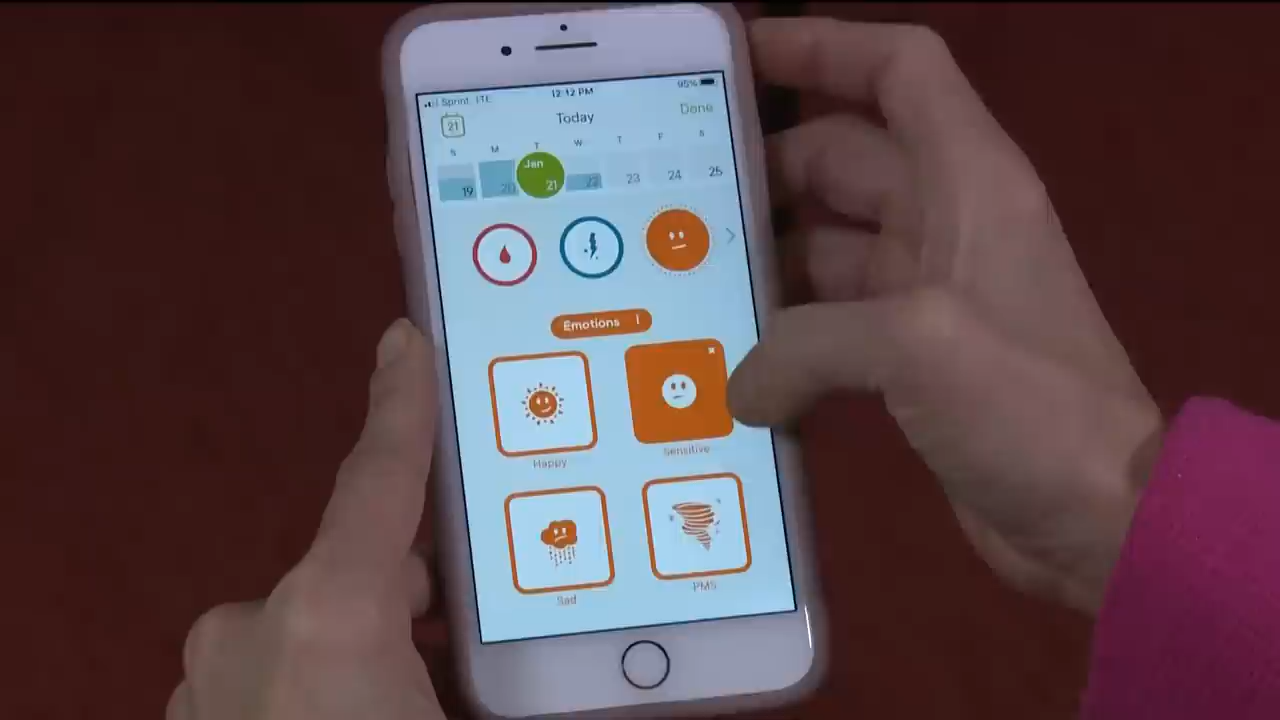 Sprint LTE 12:12 PM 95%
21 Today Done
S M T W T F S
19 20 Jan 21 22 23 24 25
Emotions
Happy Sensitive
Sad PMS